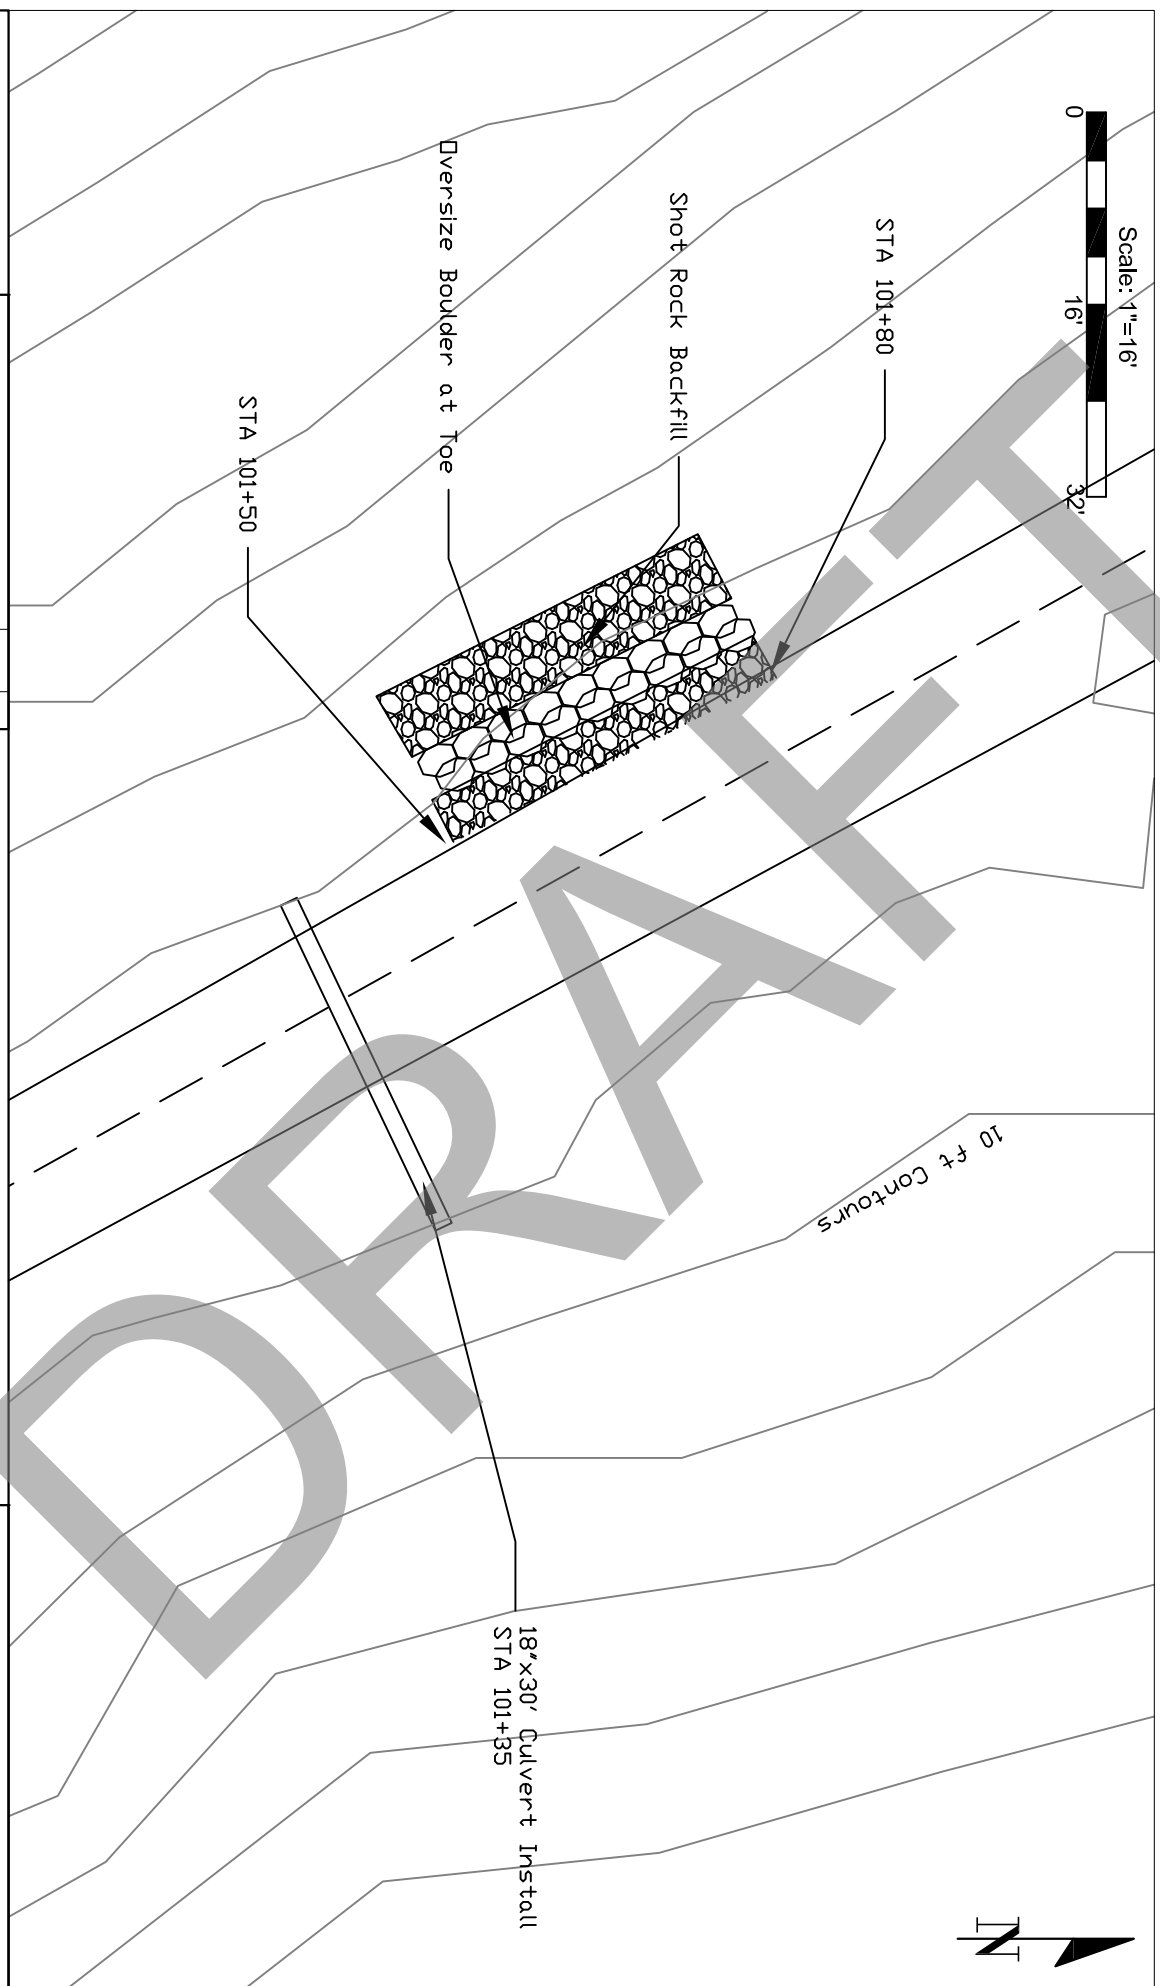 0
16'
32'
Scale: 1"=16'
STA 101+80
Shot Rock Backfill
Oversize Boulder at Toe
STA 101+50
10 ft Contours
18"x30' Culvert Install
STA 101+35
N
DRAFT